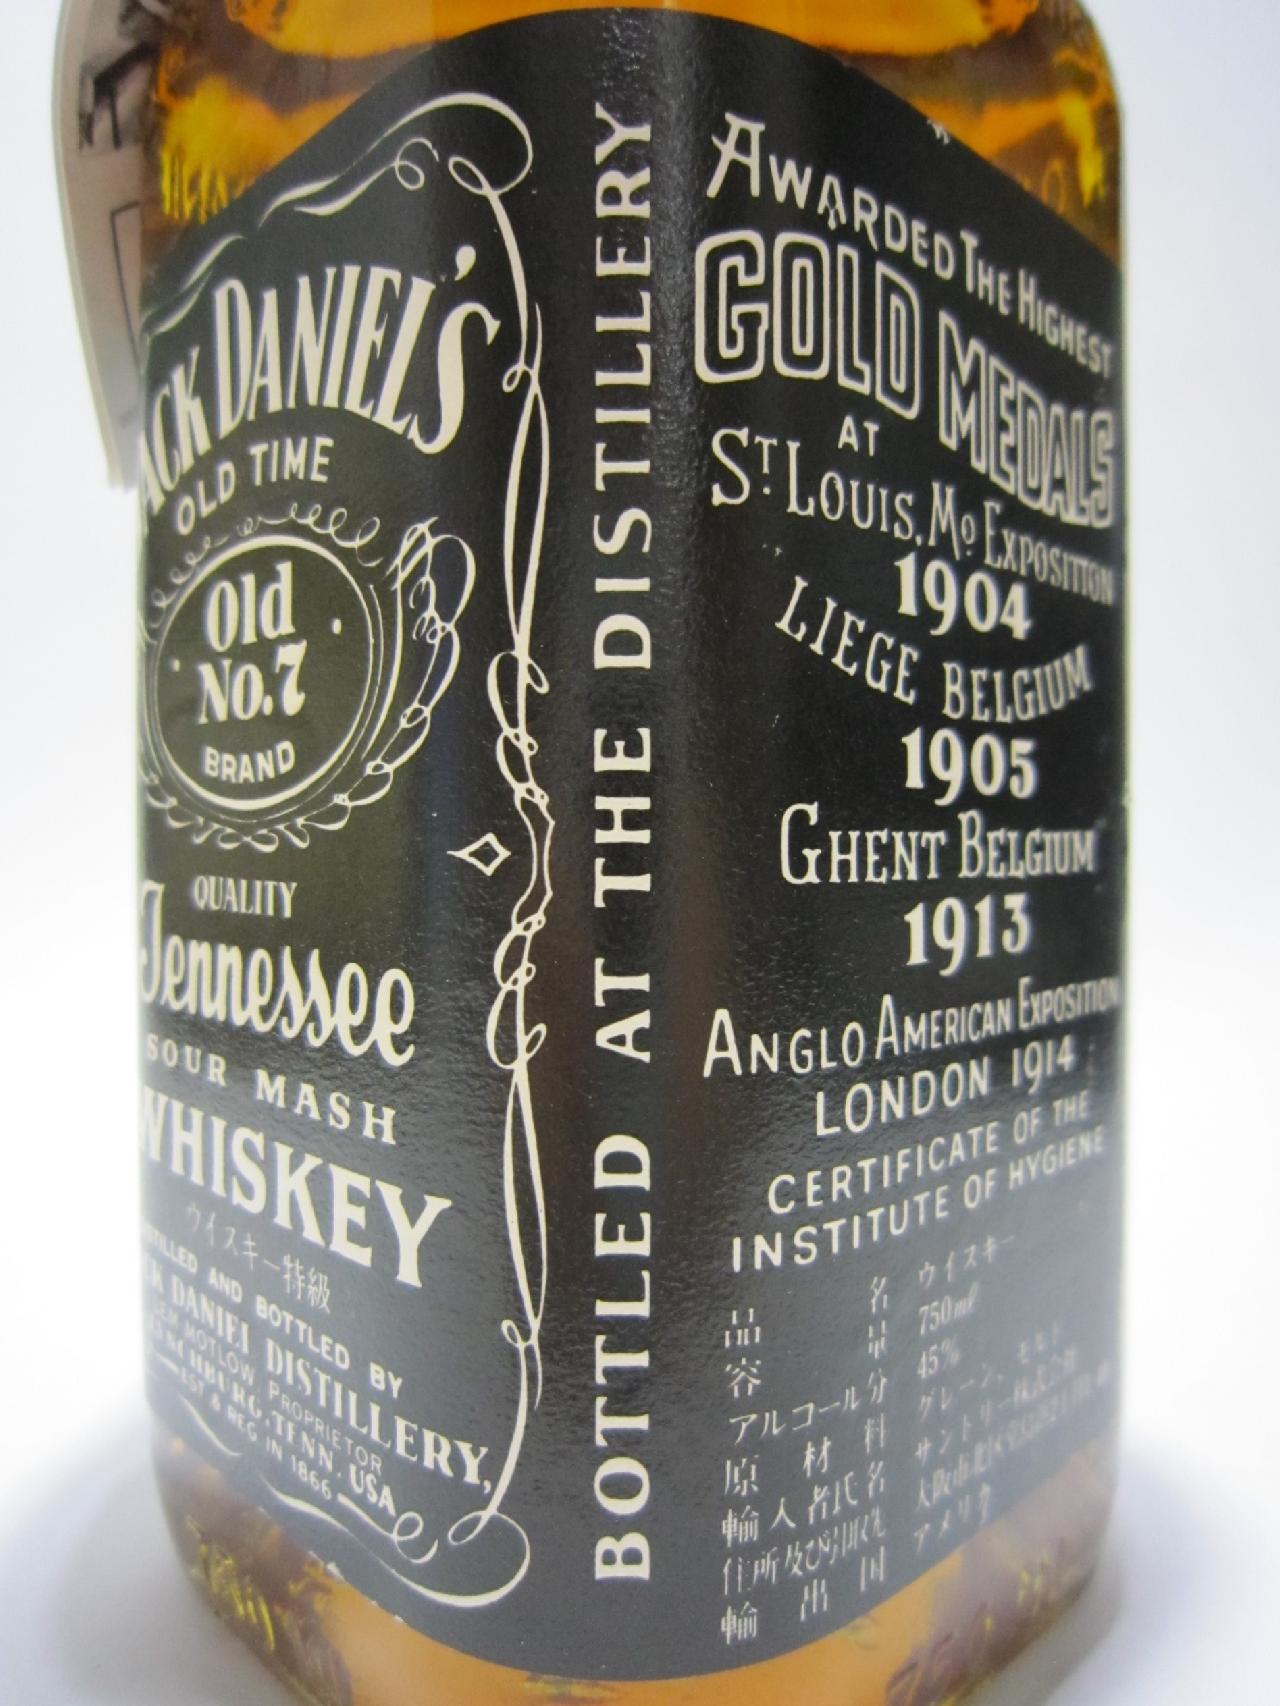 JACK DANIEL'S
OLD TIME
Old
No.7
BRAND
QUALITY
Tennessee
SOUR MASH
WHISKEY
ウイスキー特級
DISTILLED AND BOTTLED BY
JACK DANIEL DISTILLERY,
LEM MOTLOW, PROPRIETOR
LYNCHBURG, TENN. USA
EST & REG IN 1866
BOTTLED AT THE DISTILLERY
AWARDED THE HIGHEST
GOLD MEDALS
AT
ST. LOUIS, MO EXPOSITION
1904
LIEGE BELGIUM
1905
GHENT BELGIUM
1913
ANGLO AMERICAN EXPOSITION
LONDON 1914
CERTIFICATE OF THE
INSTITUTE OF HYGIENE
品名 ウイスキー
容量 750ml
アルコール分 45%
原材料 グレーン、モルト
輸入者氏名 サントリー株式会社
住所及び引取先 大阪市北区
輸出国 アメリカ